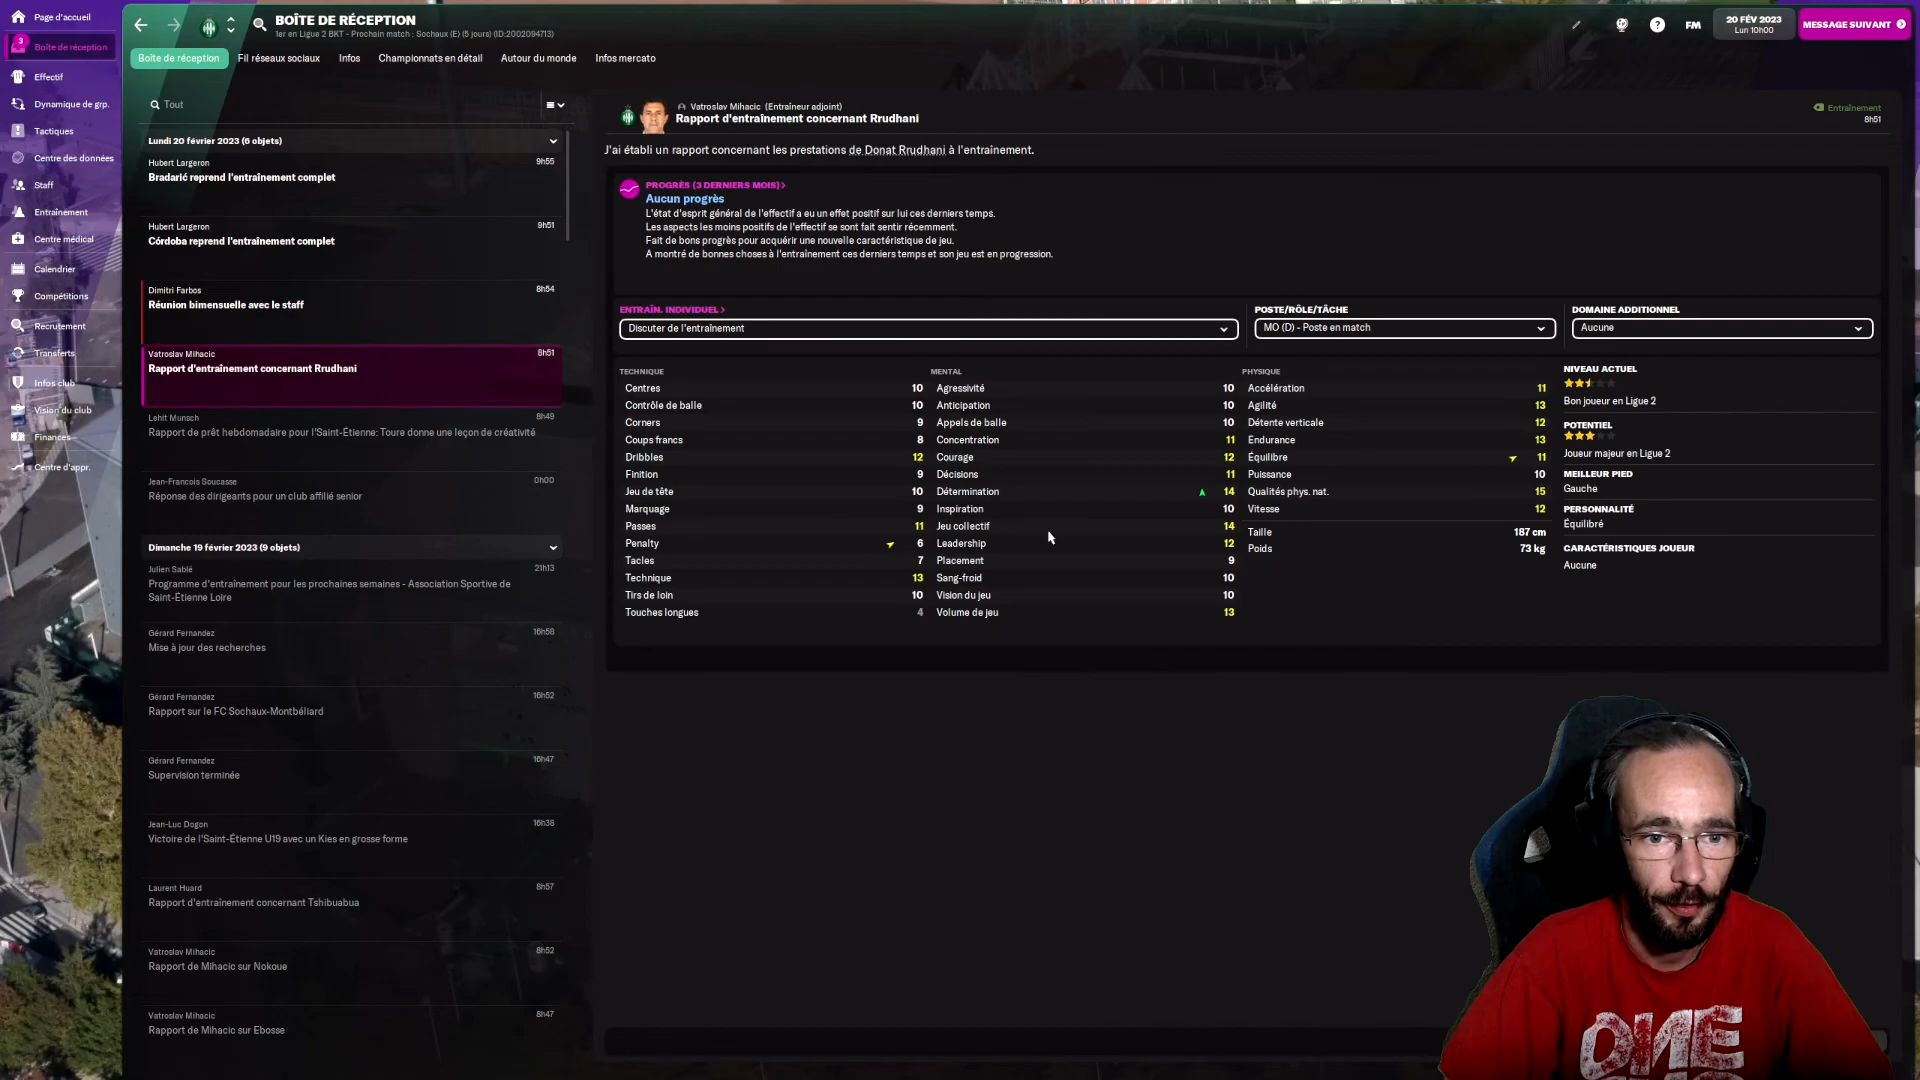 Page d'accueil
3
Boîte de réception
Effectif
Dynamique de grp.
Tactiques
Centre des données
Staff
Entraînement
Centre médical
Calendrier
Compétitions
Recrutement
Transferts
Infos club
Vision du club
Finances
Centre d'appr.
BOÎTE DE RÉCEPTION
1er en Ligue 2 BKT - Prochain match : Sochaux (E) (5 jours) (ID:2002094713)
FM
20 FÉV 2023
Lun 10h00
MESSAGE SUIVANT
Boîte de réception
Fil réseaux sociaux
Infos
Championnats en détail
Autour du monde
Infos mercato
Tout
Lundi 20 février 2023 (6 objets)
Hubert Largeron 9h55
Bradarić reprend l'entraînement complet
Hubert Largeron 9h51
Córdoba reprend l'entraînement complet
Dimitri Farbos 8h54
Réunion bimensuelle avec le staff
Vatroslav Mihacic 8h51
Rapport d'entraînement concernant Rrudhani
Lehit Munsch 8h49
Rapport de prêt hebdomadaire pour l'Saint-Étienne: Toure donne une leçon de créativité
Jean-Francois Soucasse 0h00
Réponse des dirigeants pour un club affilié senior
Dimanche 19 février 2023 (9 objets)
Julien Sablé 21h13
Programme d'entraînement pour les prochaines semaines - Association Sportive de
Saint-Étienne Loire
Gérard Fernandez 16h58
Mise à jour des recherches
Gérard Fernandez 16h52
Rapport sur le FC Sochaux-Montbéliard
Gérard Fernandez 16h47
Supervision terminée
Jean-Luc Dogon 16h38
Victoire de l'Saint-Étienne U19 avec un Kies en grosse forme
Laurent Huard 8h57
Rapport d'entraînement concernant Tshibuabua
Vatroslav Mihacic 8h52
Rapport de Mihacic sur Nokoue
Vatroslav Mihacic 8h47
Rapport de Mihacic sur Ebosse
Vatroslav Mihacic (Entraîneur adjoint)
Rapport d'entraînement concernant Rrudhani
Entraînement
8h51
J'ai établi un rapport concernant les prestations de Donat Rrudhani à l'entraînement.
PROGRÈS (3 DERNIERS MOIS)
Aucun progrès
L'état d'esprit général de l'effectif a eu un effet positif sur lui ces derniers temps.
Les aspects les moins positifs de l'effectif se sont fait sentir récemment.
Fait de bons progrès pour acquérir une nouvelle caractéristique de jeu.
A montré de bonnes choses à l'entraînement ces derniers temps et son jeu est en progression.
ENTRAÎN. INDIVIDUEL
Discuter de l'entraînement
POSTE/RÔLE/TÂCHE
MO (D) - Poste en match
DOMAINE ADDITIONNEL
Aucune
TECHNIQUE
Centres 10
Contrôle de balle 10
Corners 9
Coups francs 8
Dribbles 12
Finition 9
Jeu de tête 10
Marquage 9
Passes 11
Penalty 6
Tacles 7
Technique 13
Tirs de loin 10
Touches longues 4
MENTAL
Agressivité 10
Anticipation 10
Appels de balle 10
Concentration 11
Courage 12
Décisions 11
Détermination 14
Inspiration 10
Jeu collectif 14
Leadership 12
Placement 9
Sang-froid 10
Vision du jeu 10
Volume de jeu 13
PHYSIQUE
Accélération 11
Agilité 13
Détente verticale 12
Endurance 13
Équilibre 11
Puissance 10
Qualités phys. nat. 15
Vitesse 12
Taille 187 cm
Poids 73 kg
NIVEAU ACTUEL
Bon joueur en Ligue 2
POTENTIEL
Joueur majeur en Ligue 2
MEILLEUR PIED
Gauche
PERSONNALITÉ
Équilibré
CARACTÉRISTIQUES JOUEUR
Aucune
ONE